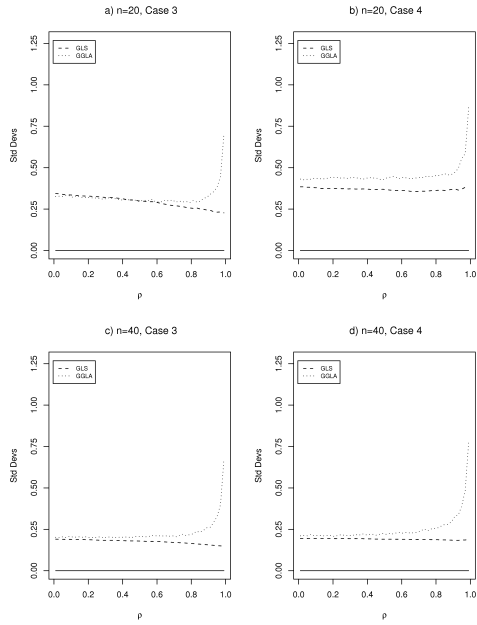 a) n=20, Case 3
Std Devs
1.25
1.00
0.75
0.50
0.25
0.00
GLS
GGLA
0.0 0.2 0.4 0.6 0.8 1.0
ρ
b) n=20, Case 4
Std Devs
1.25
1.00
0.75
0.50
0.25
0.00
GLS
GGLA
0.0 0.2 0.4 0.6 0.8 1.0
ρ
c) n=40, Case 3
Std Devs
1.25
1.00
0.75
0.50
0.25
0.00
GLS
GGLA
0.0 0.2 0.4 0.6 0.8 1.0
ρ
d) n=40, Case 4
Std Devs
1.25
1.00
0.75
0.50
0.25
0.00
GLS
GGLA
0.0 0.2 0.4 0.6 0.8 1.0
ρ